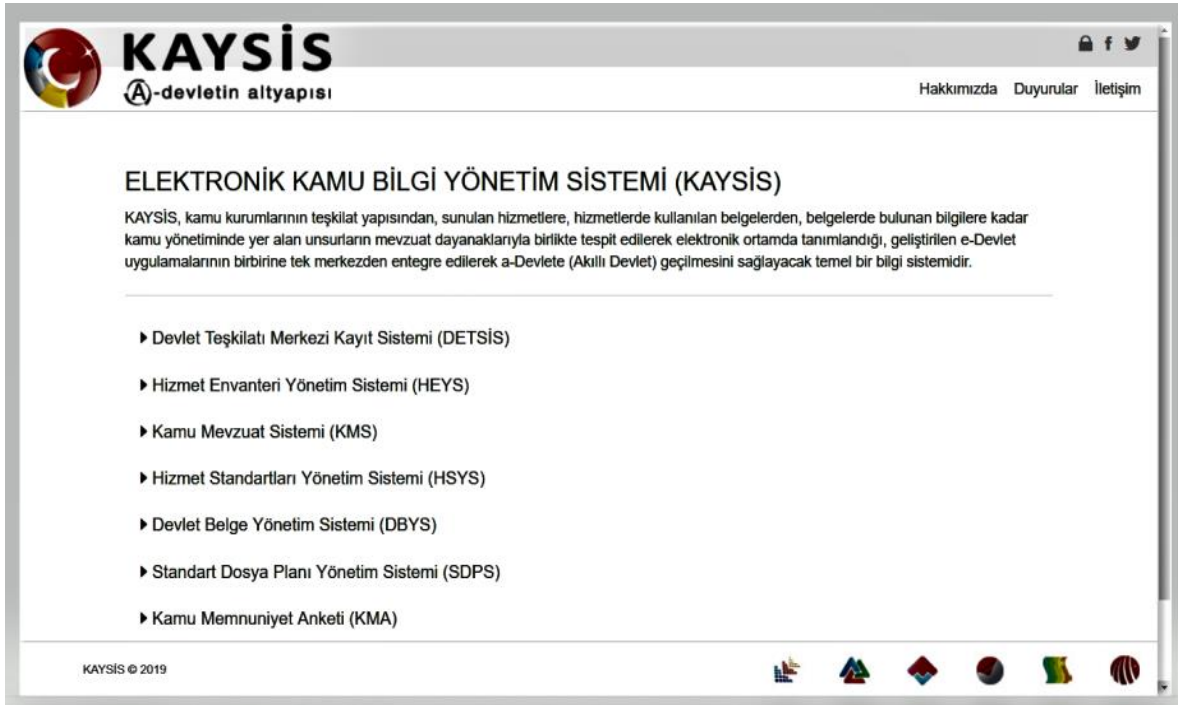 KAYSİS
A-devletin altyapısı
Hakkımızda Duyurular İletişim
ELEKTRONİK KAMU BİLGİ YÖNETİM SİSTEMİ (KAYSİS)
KAYSİS, kamu kurumlarının teşkilat yapısından, sunulan hizmetlere, hizmetlerde kullanılan belgelerden, belgelerde bulunan bilgilere kadar
kamu yönetiminde yer alan unsurların mevzuat dayanaklarıyla birlikte tespit edilerek elektronik ortamda tanımlandığı, geliştirilen e-Devlet
uygulamalarının birbirine tek merkezden entegre edilerek a-Devlete (Akıllı Devlet) geçilmesini sağlayacak temel bir bilgi sistemidir.
Devlet Teşkilatı Merkezi Kayıt Sistemi (DETSİS)
Hizmet Envanteri Yönetim Sistemi (HEYS)
Kamu Mevzuat Sistemi (KMS)
Hizmet Standartları Yönetim Sistemi (HSYS)
Devlet Belge Yönetim Sistemi (DBYS)
Standart Dosya Planı Yönetim Sistemi (SDPS)
Kamu Memnuniyet Anketi (KMA)
KAYSİS © 2019